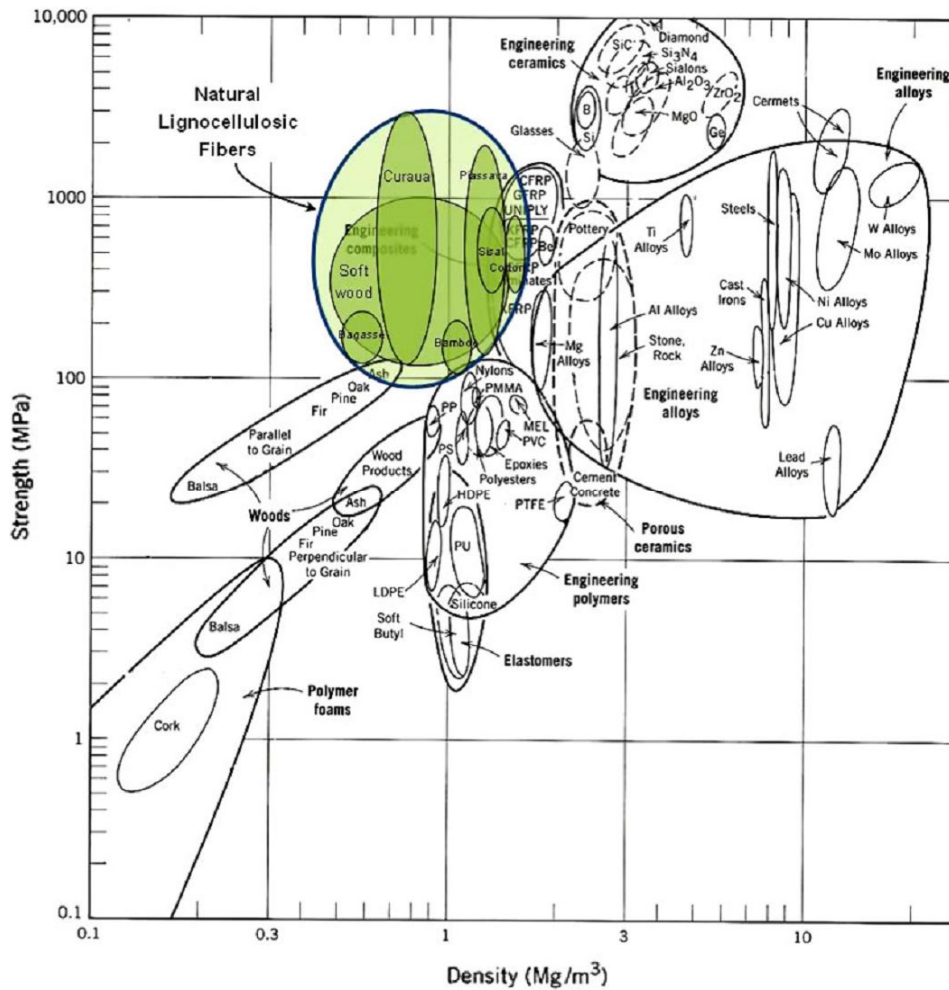 10,000
1000
100
10
1
0.1
Strength (MPa)
0.1
0.3
1
3
10
Density (Mg/m³)
Natural
Lignocellulosic
Fibers
Engineering
ceramics
SiC
Diamond
Si₃N₄
Sialons
Al₂O₃
ZrO₂
MgO
B
Si
Ge
Glasses
Cermets
Engineering
alloys
Curaua
Piassava
CFRP
GFRP
UNIPLY
Be
Pottery
Engineering
composites
Sisal
Cotton
Soft
wood
Bagasse
Bamboo
Ti
Alloys
Steels
W Alloys
Mo Alloys
Cast
Irons
Ni Alloys
Cu Alloys
Zn
Alloys
Al Alloys
Mg
Alloys
Stone,
Rock
Engineering
alloys
Lead
Alloys
Ash
Oak
Pine
Fir
Parallel
to Grain
Balsa
Wood
Products
Woods
Ash
Oak
Pine
Fir
Perpendicular
to Grain
Balsa
Cork
Polymer
foams
Nylons
PMMA
PP
MEL
PVC
PS
Epoxies
Polyesters
HDPE
PTFE
Cement
Concrete
Porous
ceramics
PU
LDPE
Engineering
polymers
Silicone
Soft
Butyl
Elastomers